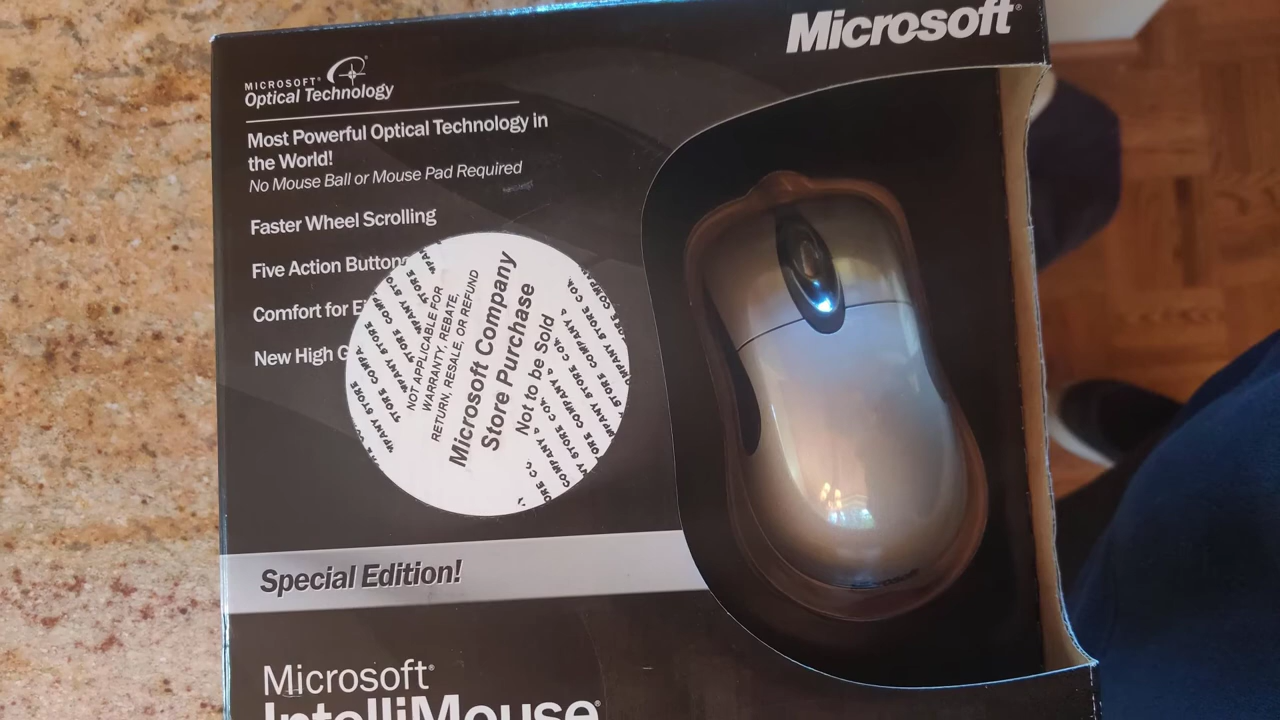 Microsoft®
MICROSOFT®
Optical Technology
Most Powerful Optical Technology in
the World!
No Mouse Ball or Mouse Pad Required
Faster Wheel Scrolling
Five Action Button
Comfort for
New High
NOT APPLICABLE FOR
WARRANTY, REBATE,
RETURN, RESALE, OR REFUND
Microsoft Company
Store Purchase
Not to be Sold
Special Edition!
Microsoft®
IntelliMouse®